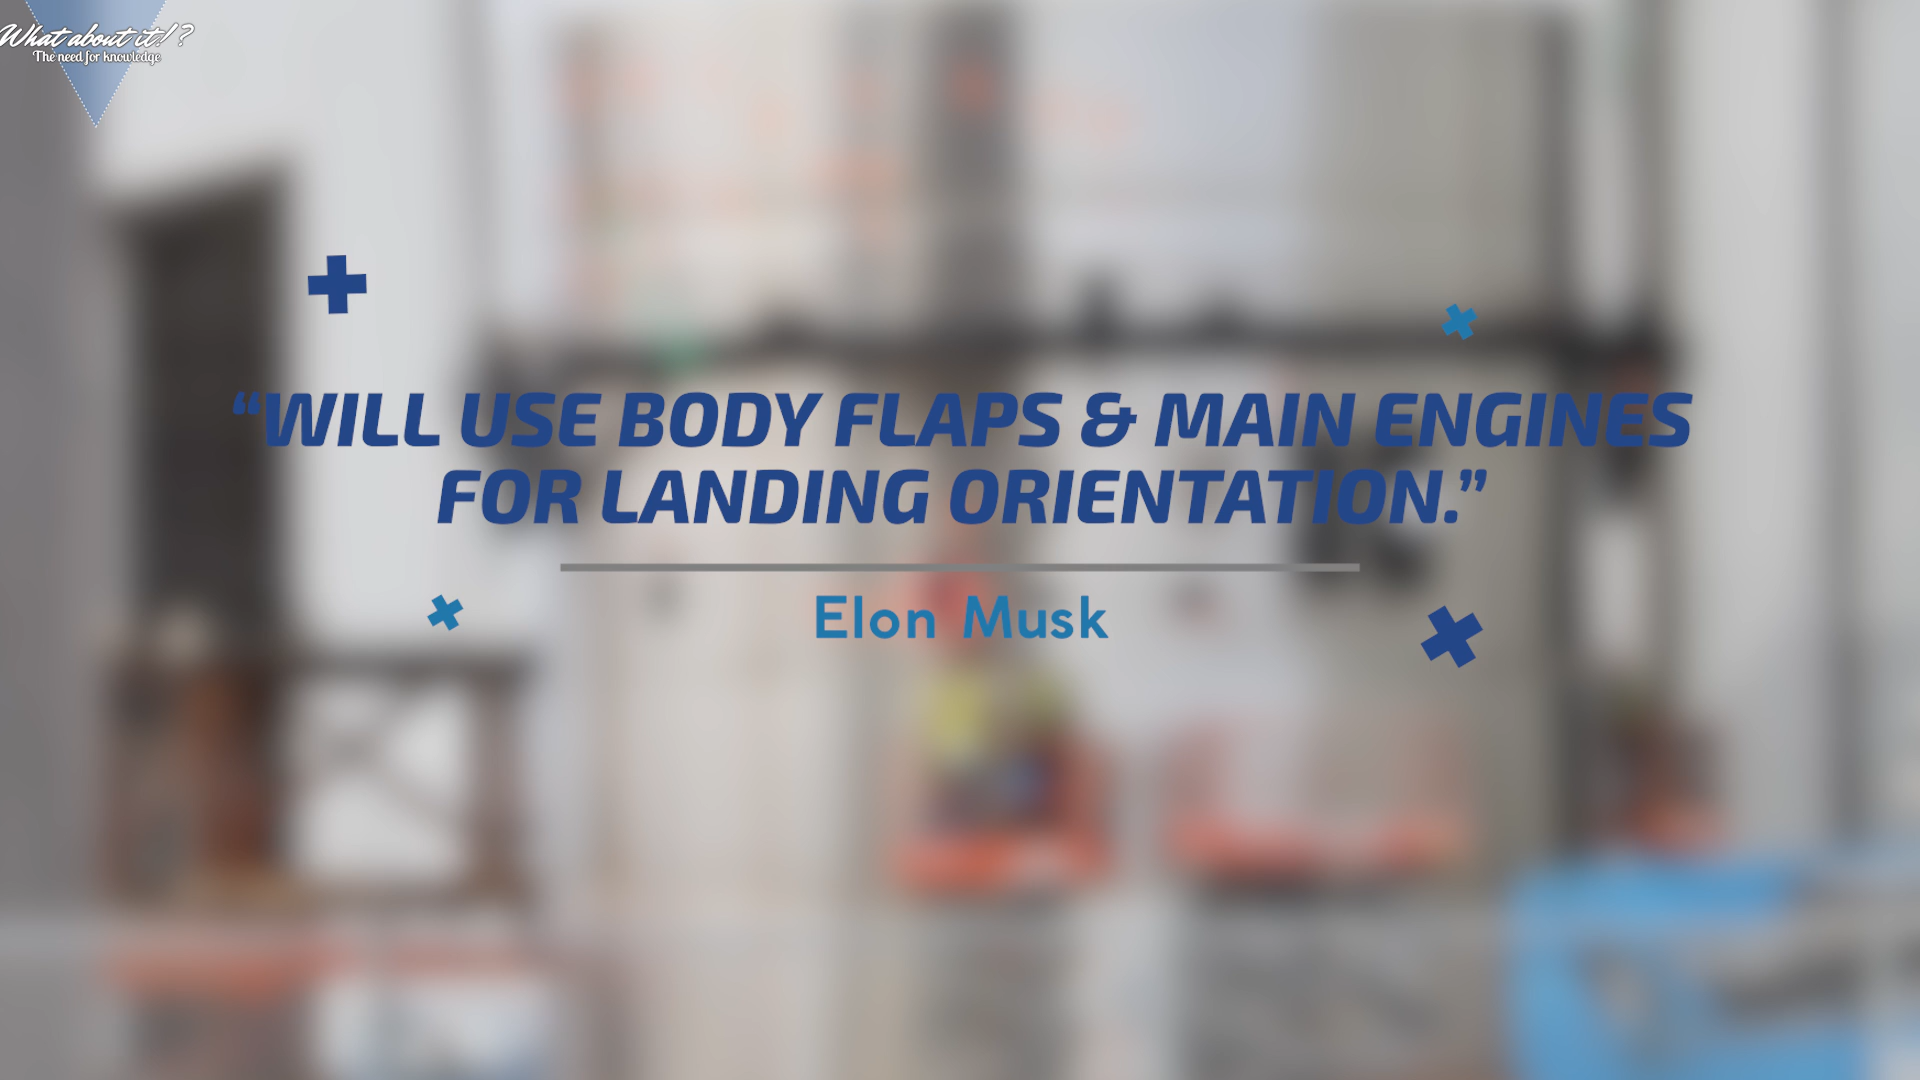 What about it!?
The need for knowledge
“WILL USE BODY FLAPS & MAIN ENGINES
FOR LANDING ORIENTATION.”
Elon Musk